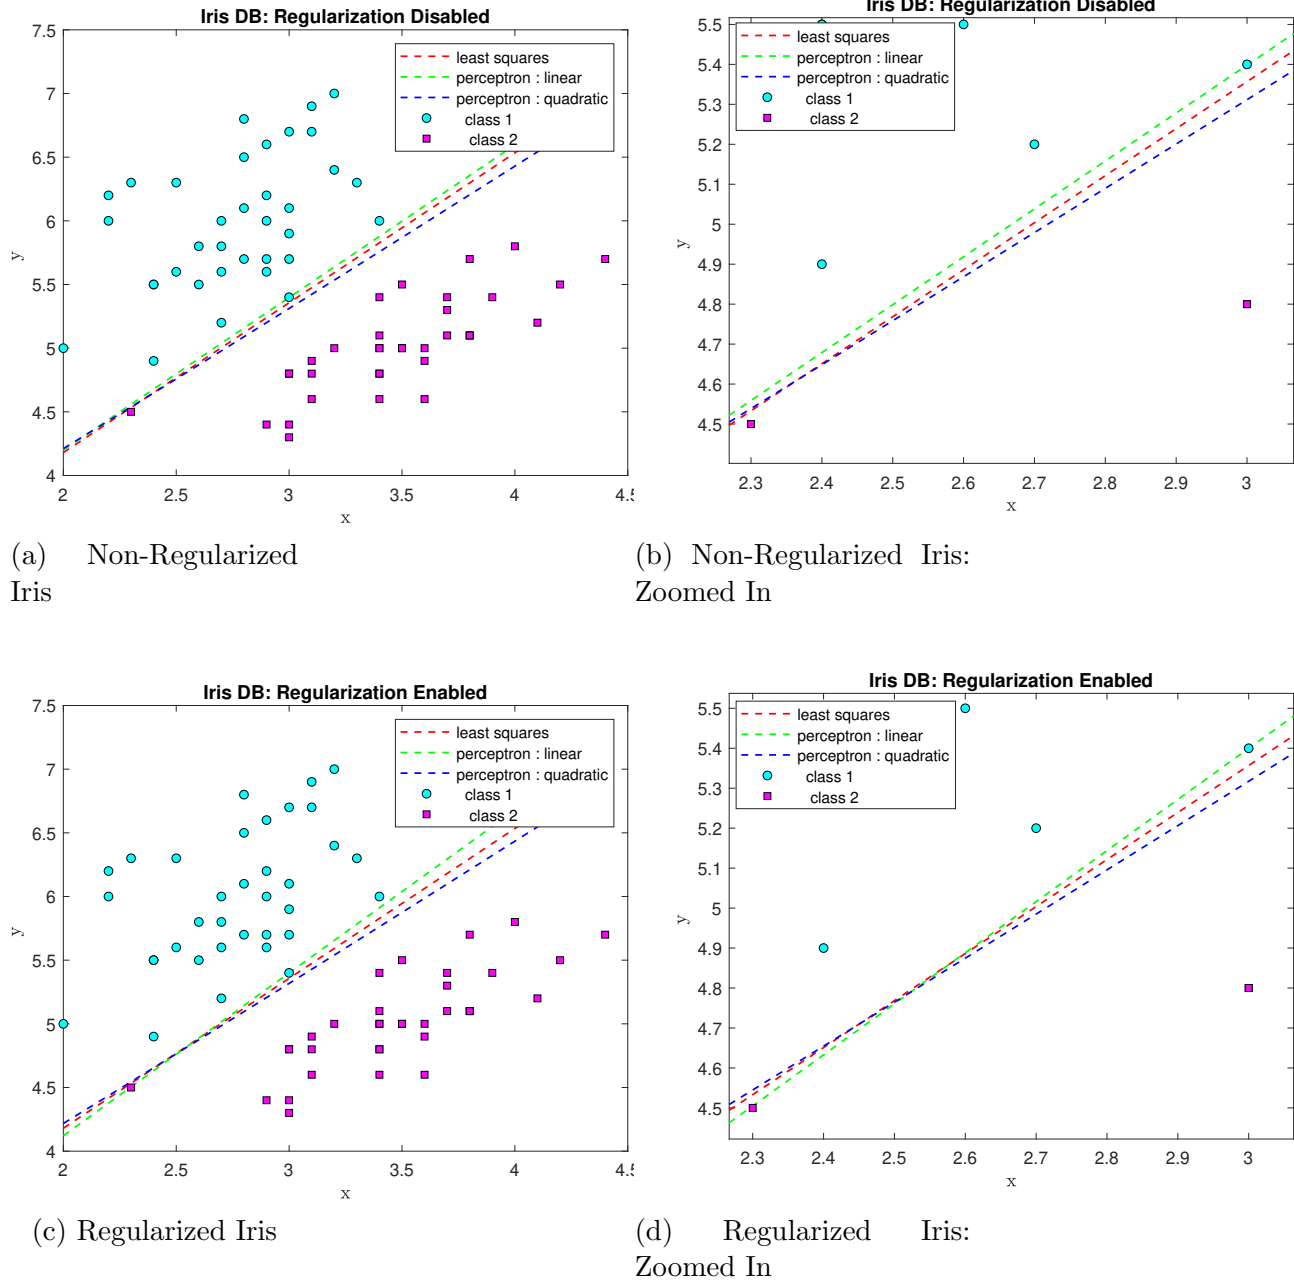 Iris DB: Regularization Disabled
7.5
7
6.5
6
5.5
5
4.5
4
y
least squares
perceptron : linear
perceptron : quadratic
class 1
class 2
2
2.5
3
3.5
4
4.5
x
(a) Non-Regularized
Iris
Iris DB: Regularization Disabled
5.5
5.4
5.3
5.2
5.1
5
4.9
4.8
4.7
4.6
4.5
y
least squares
perceptron : linear
perceptron : quadratic
class 1
class 2
2.3
2.4
2.5
2.6
2.7
2.8
2.9
3
x
(b) Non-Regularized Iris:
Zoomed In
Iris DB: Regularization Enabled
7.5
7
6.5
6
5.5
5
4.5
4
y
least squares
perceptron : linear
perceptron : quadratic
class 1
class 2
2
2.5
3
3.5
4
4.5
x
(c) Regularized Iris
Iris DB: Regularization Enabled
5.5
5.4
5.3
5.2
5.1
5
4.9
4.8
4.7
4.6
4.5
y
least squares
perceptron : linear
perceptron : quadratic
class 1
class 2
2.3
2.4
2.5
2.6
2.7
2.8
2.9
3
x
(d) Regularized Iris:
Zoomed In